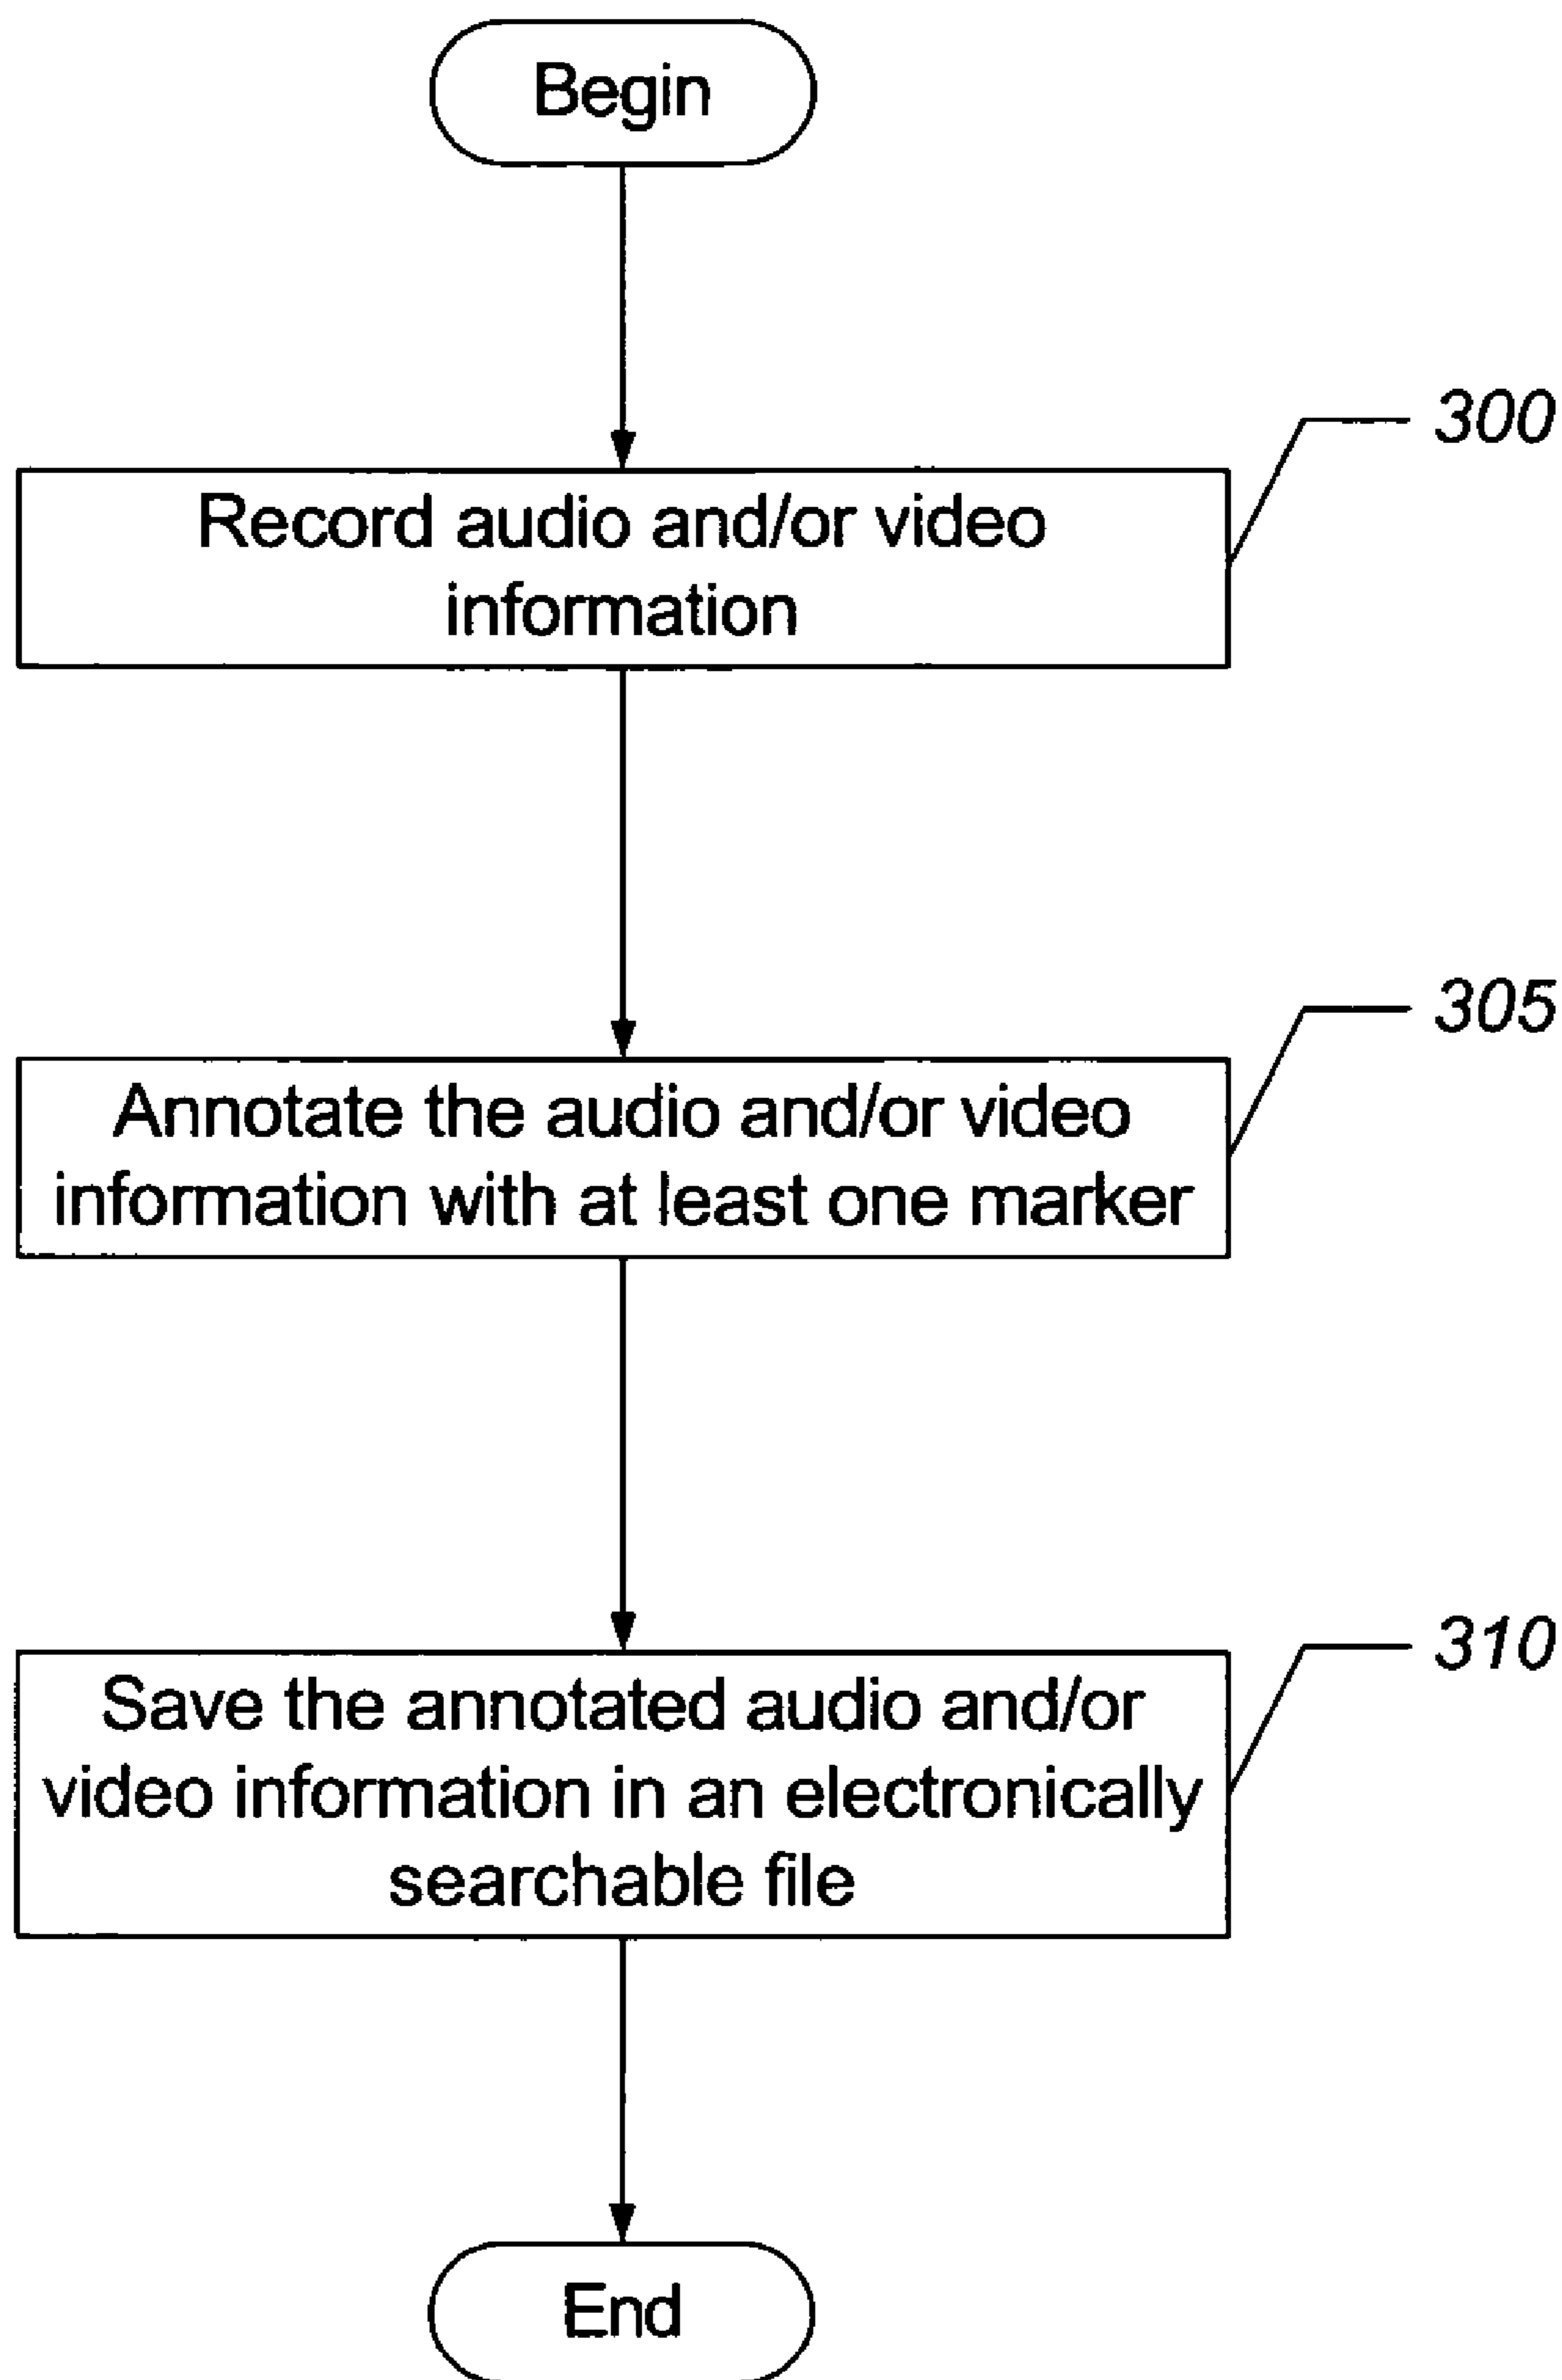 Begin
300
Record audio and/or video
information
305
Annotate the audio and/or video
information with at least one marker
310
Save the annotated audio and/or
video information in an electronically
searchable file
End